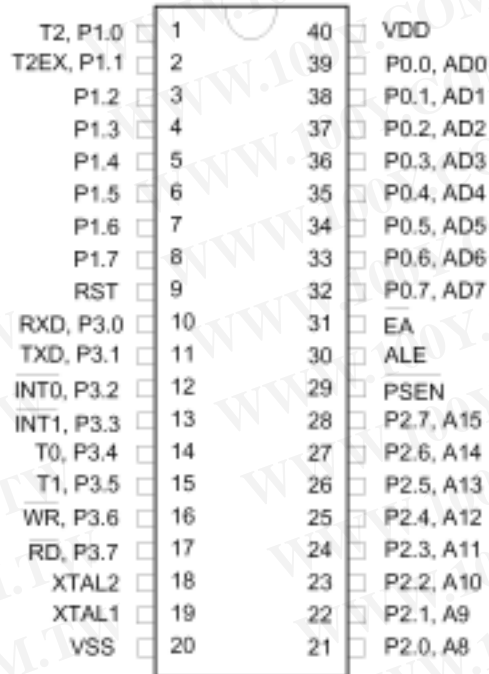 T2, P1.0 1 40 VDD
T2EX, P1.1 2 39 P0.0, AD0
P1.2 3 38 P0.1, AD1
P1.3 4 37 P0.2, AD2
P1.4 5 36 P0.3, AD3
P1.5 6 35 P0.4, AD4
P1.6 7 34 P0.5, AD5
P1.7 8 33 P0.6, AD6
RST 9 32 P0.7, AD7
RXD, P3.0 10 31 EA
TXD, P3.1 11 30 ALE
INT0, P3.2 12 29 PSEN
INT1, P3.3 13 28 P2.7, A15
T0, P3.4 14 27 P2.6, A14
T1, P3.5 15 26 P2.5, A13
WR, P3.6 16 25 P2.4, A12
RD, P3.7 17 24 P2.3, A11
XTAL2 18 23 P2.2, A10
XTAL1 19 22 P2.1, A9
VSS 20 21 P2.0, A8